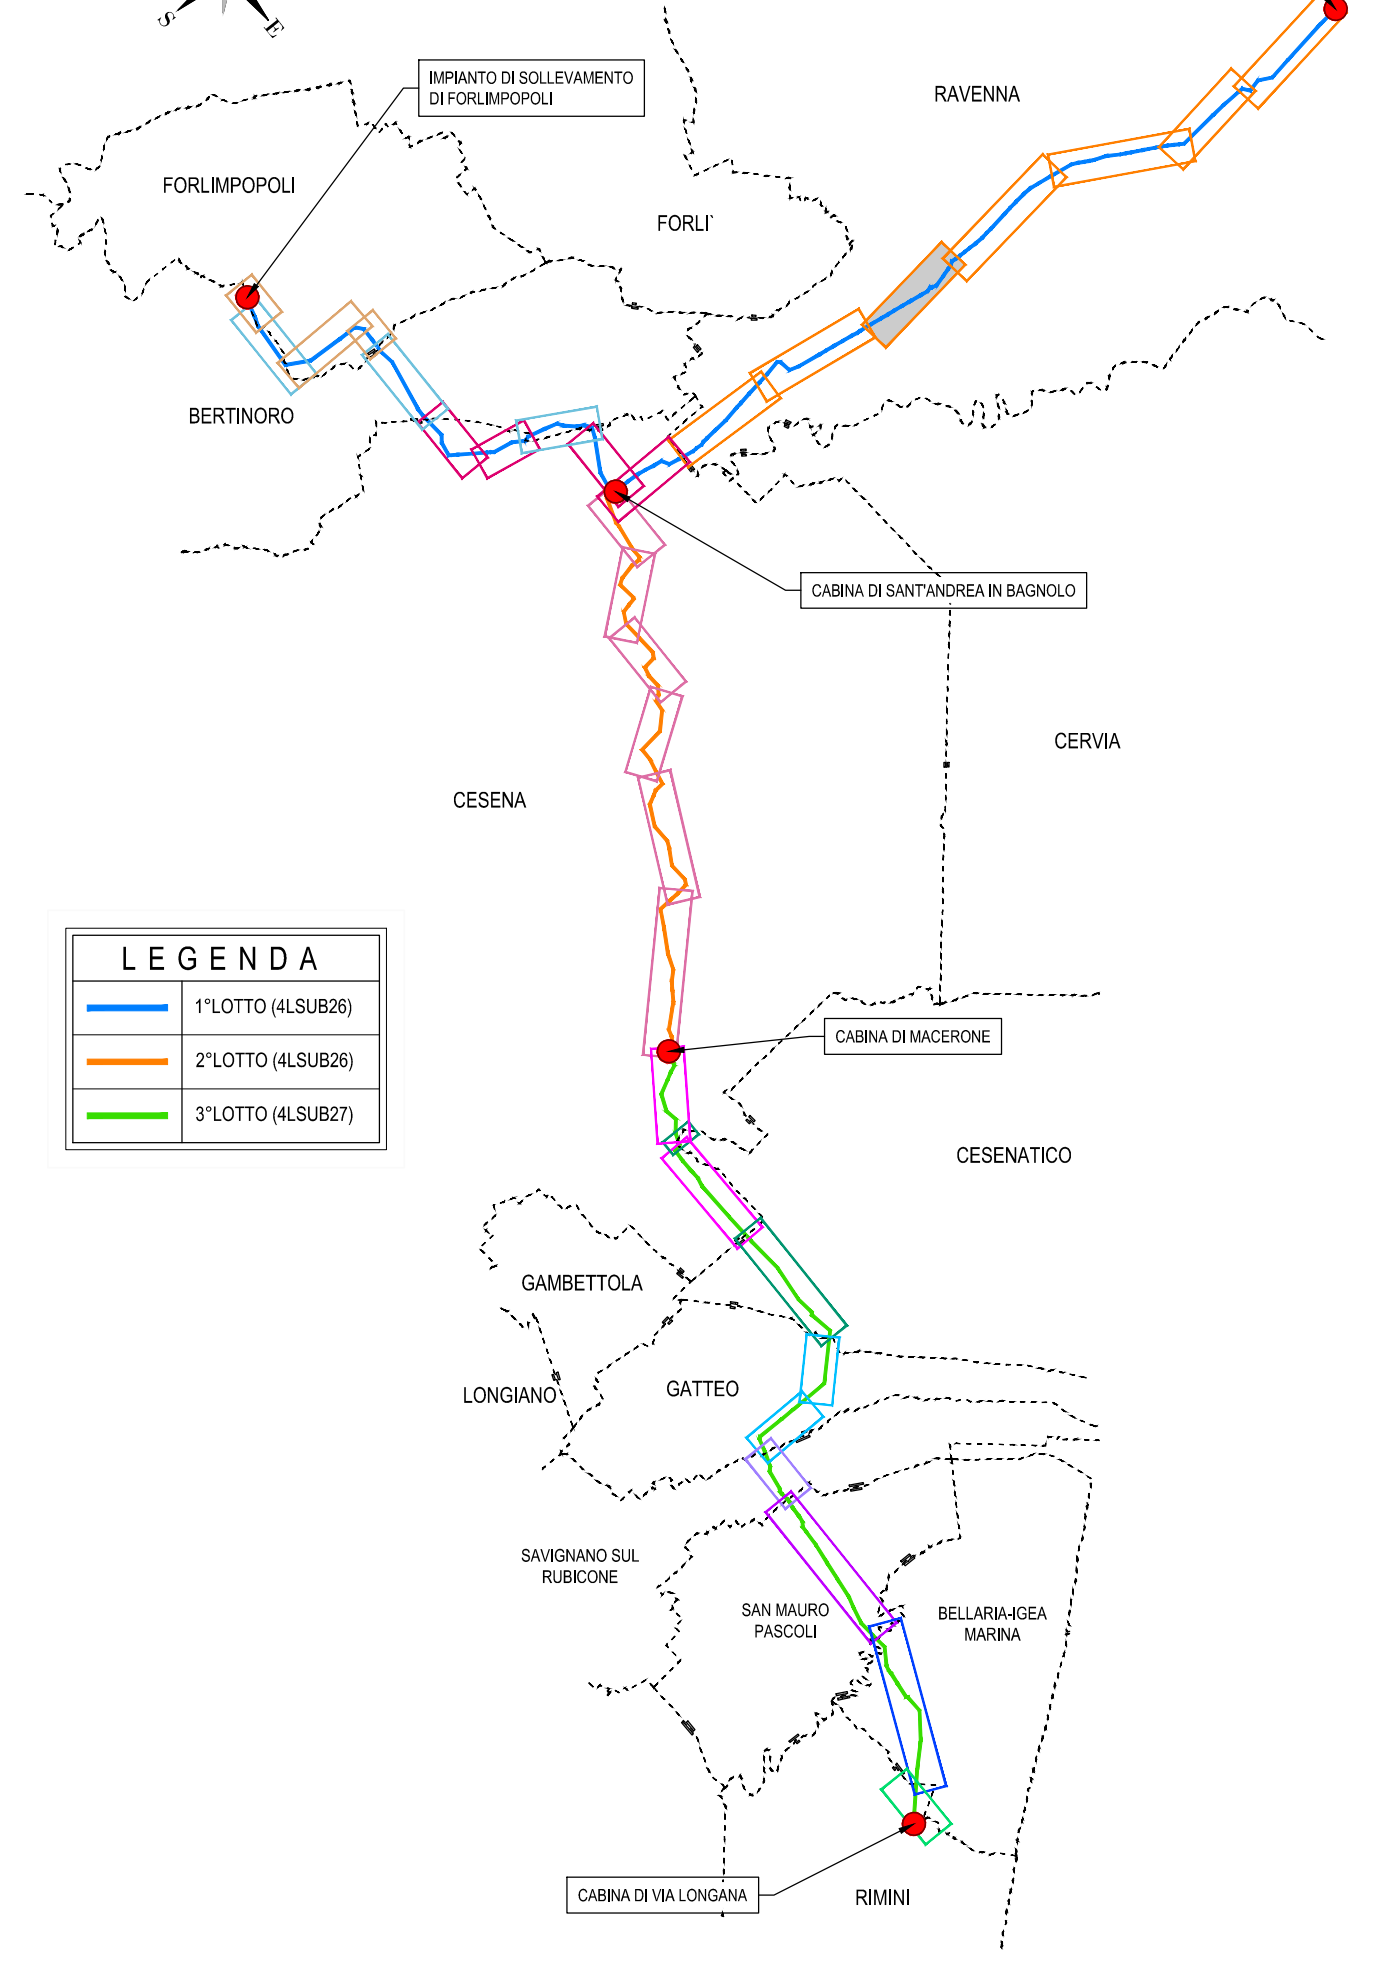 S
E
IMPIANTO DI SOLLEVAMENTO
DI FORLIMPOPOLI
RAVENNA
FORLIMPOPOLI
FORLI`
BERTINORO
CABINA DI SANT'ANDREA IN BAGNOLO
CERVIA
CESENA
LEGENDA
1°LOTTO (4LSUB26)
2°LOTTO (4LSUB26)
3°LOTTO (4LSUB27)
CABINA DI MACERONE
CESENATICO
GAMBETTOLA
LONGIANO
GATTEO
SAVIGNANO SUL
RUBICONE
SAN MAURO
PASCOLI
BELLARIA-IGEA
MARINA
CABINA DI VIA LONGANA
RIMINI